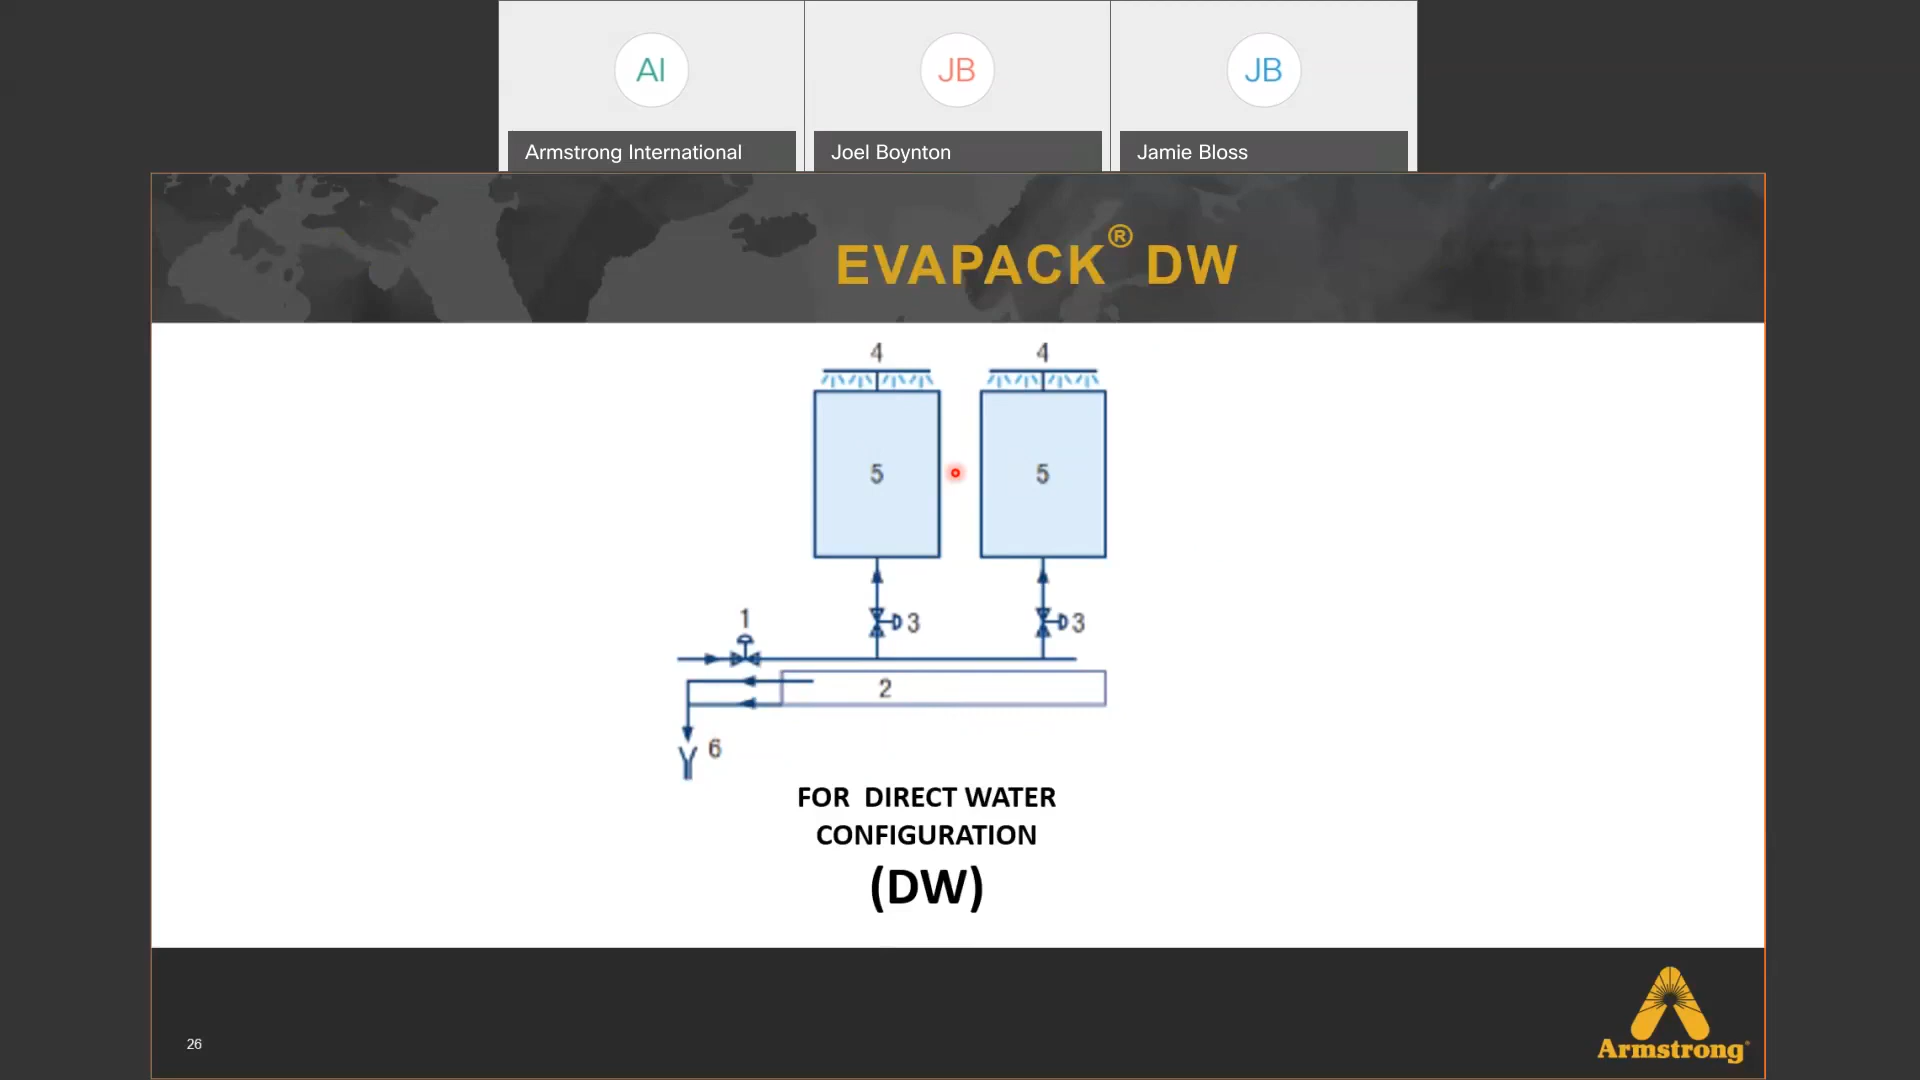 AI
JB
JB
Armstrong International
Joel Boynton
Jamie Bloss
EVAPACK® DW
4
4
5
5
1
3
3
2
6
FOR DIRECT WATER
CONFIGURATION
(DW)
26
Armstrong®